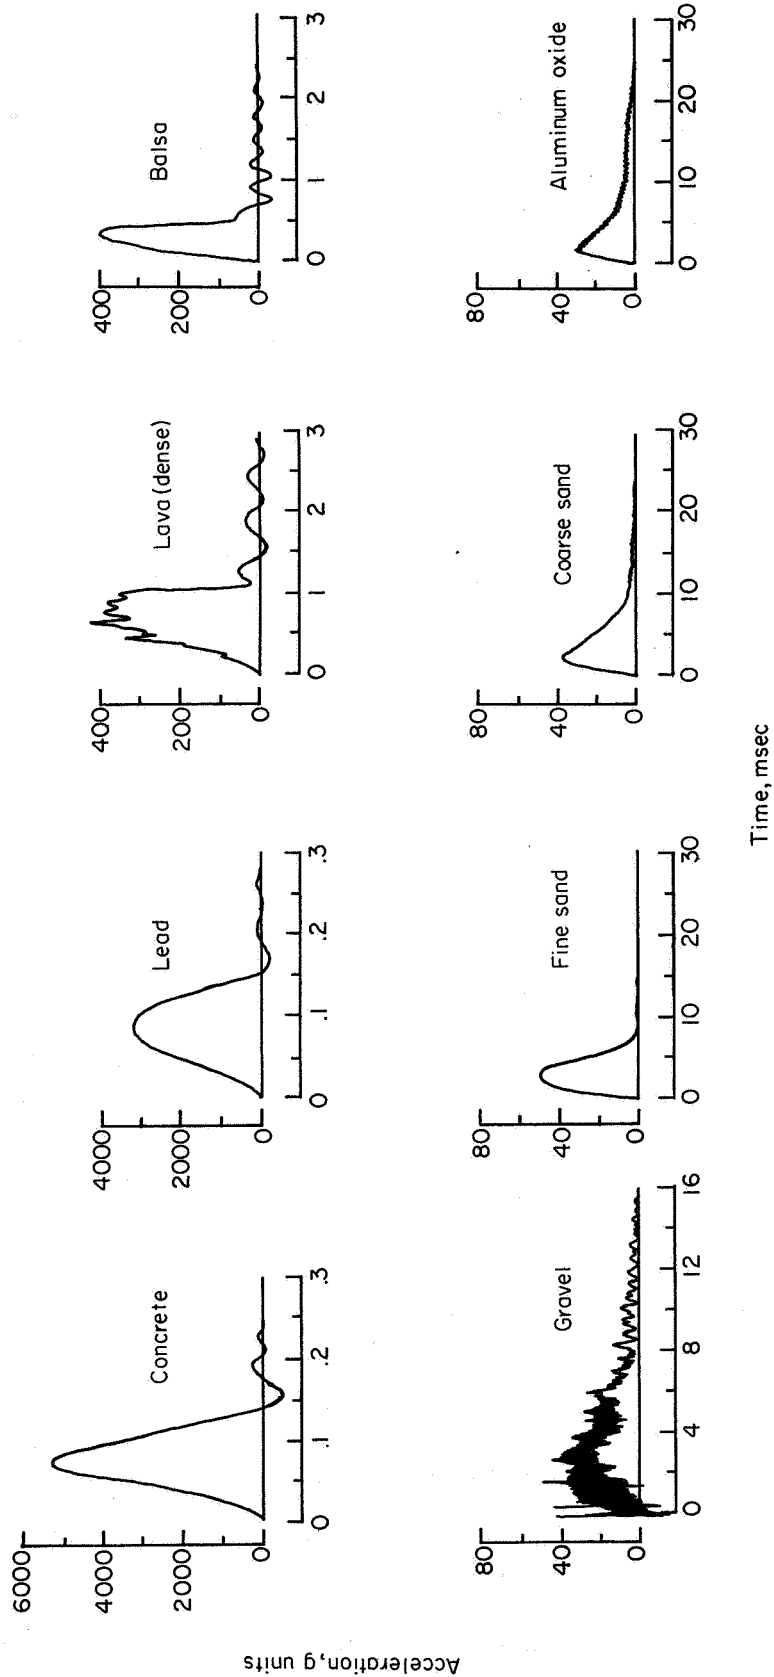 Acceleration, g units
6000
4000
2000
0
Concrete
0 .1 .2 .3
4000
2000
0
Lead
0 .1 .2 .3
400
200
0
Lava (dense)
0 1 2 3
400
200
0
Balsa
0 1 2 3
80
40
0
Gravel
0 4 8 12 16
80
40
0
Fine sand
0 10 20 30
80
40
0
Coarse sand
0 10 20 30
80
40
0
Aluminum oxide
0 10 20 30
Time, msec